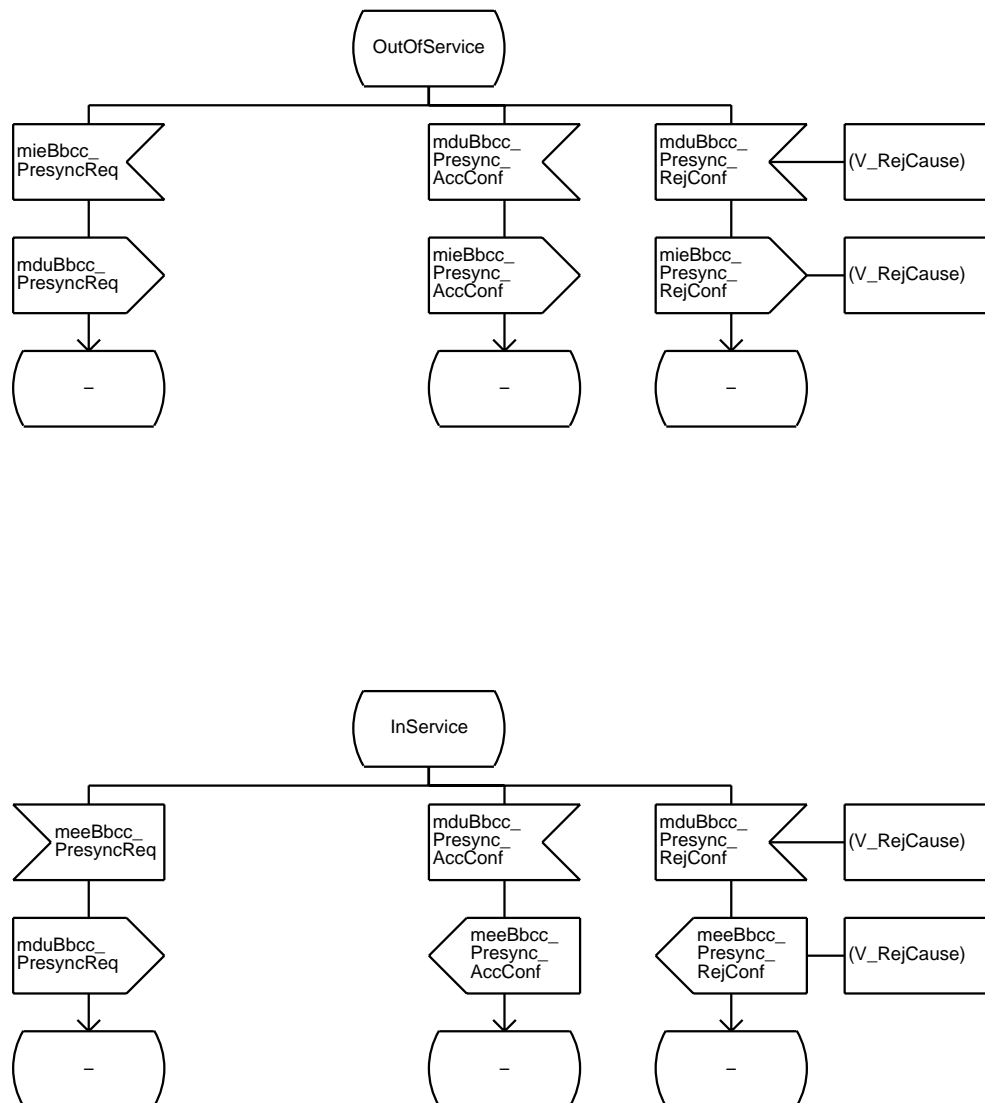 OutOfService
mieBbcc_
PresyncReq
mduBbcc_
Presync_
AccConf
mduBbcc_
Presync_
RejConf
(V_RejCause)
mduBbcc_
PresyncReq
mieBbcc_
Presync_
AccConf
mieBbcc_
Presync_
RejConf
(V_RejCause)
–
–
–
InService
meeBbcc_
PresyncReq
mduBbcc_
Presync_
AccConf
mduBbcc_
Presync_
RejConf
(V_RejCause)
mduBbcc_
PresyncReq
meeBbcc_
Presync_
AccConf
meeBbcc_
Presync_
RejConf
(V_RejCause)
–
–
–